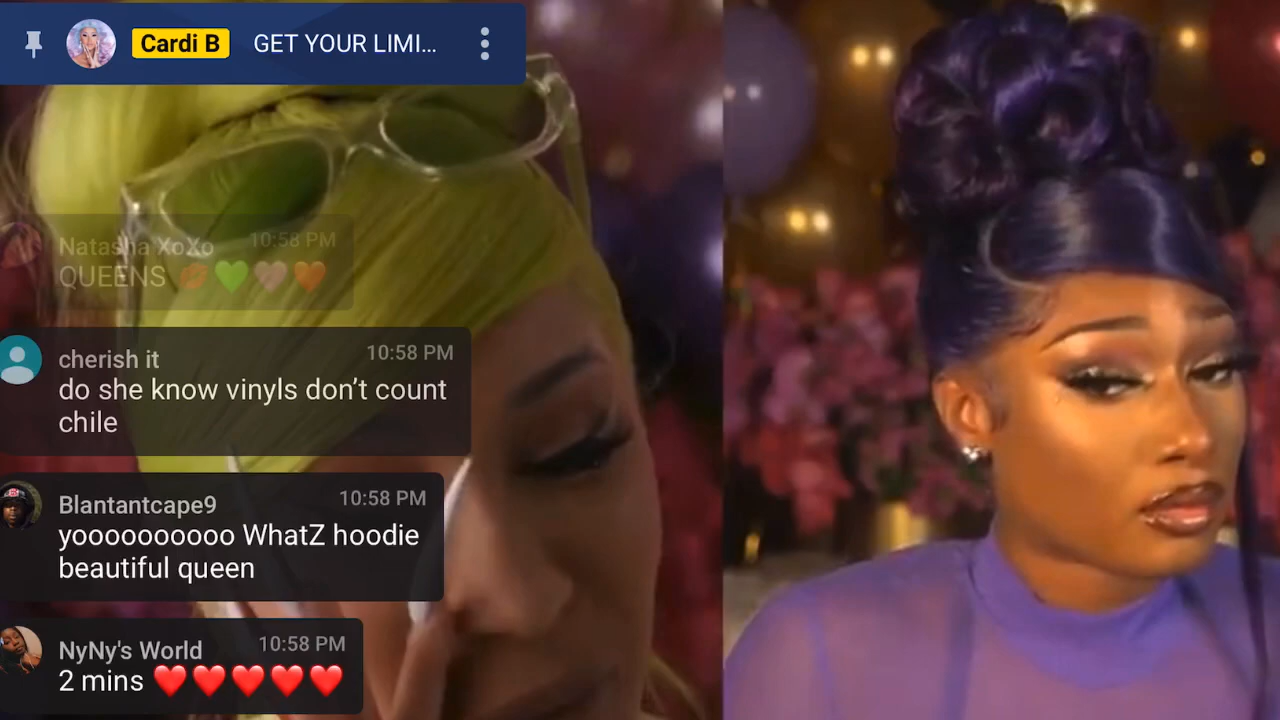 Cardi B GET YOUR LIMI...
Natasha XoXo 10:58 PM
QUEENS 💋💚💖🧡
cherish it 10:58 PM
do she know vinyls don't count
chile
Blantantcape9 10:58 PM
yoooooooooo WhatZ hoodie
beautiful queen
NyNy's World 10:58 PM
2 mins ❤️❤️❤️❤️❤️